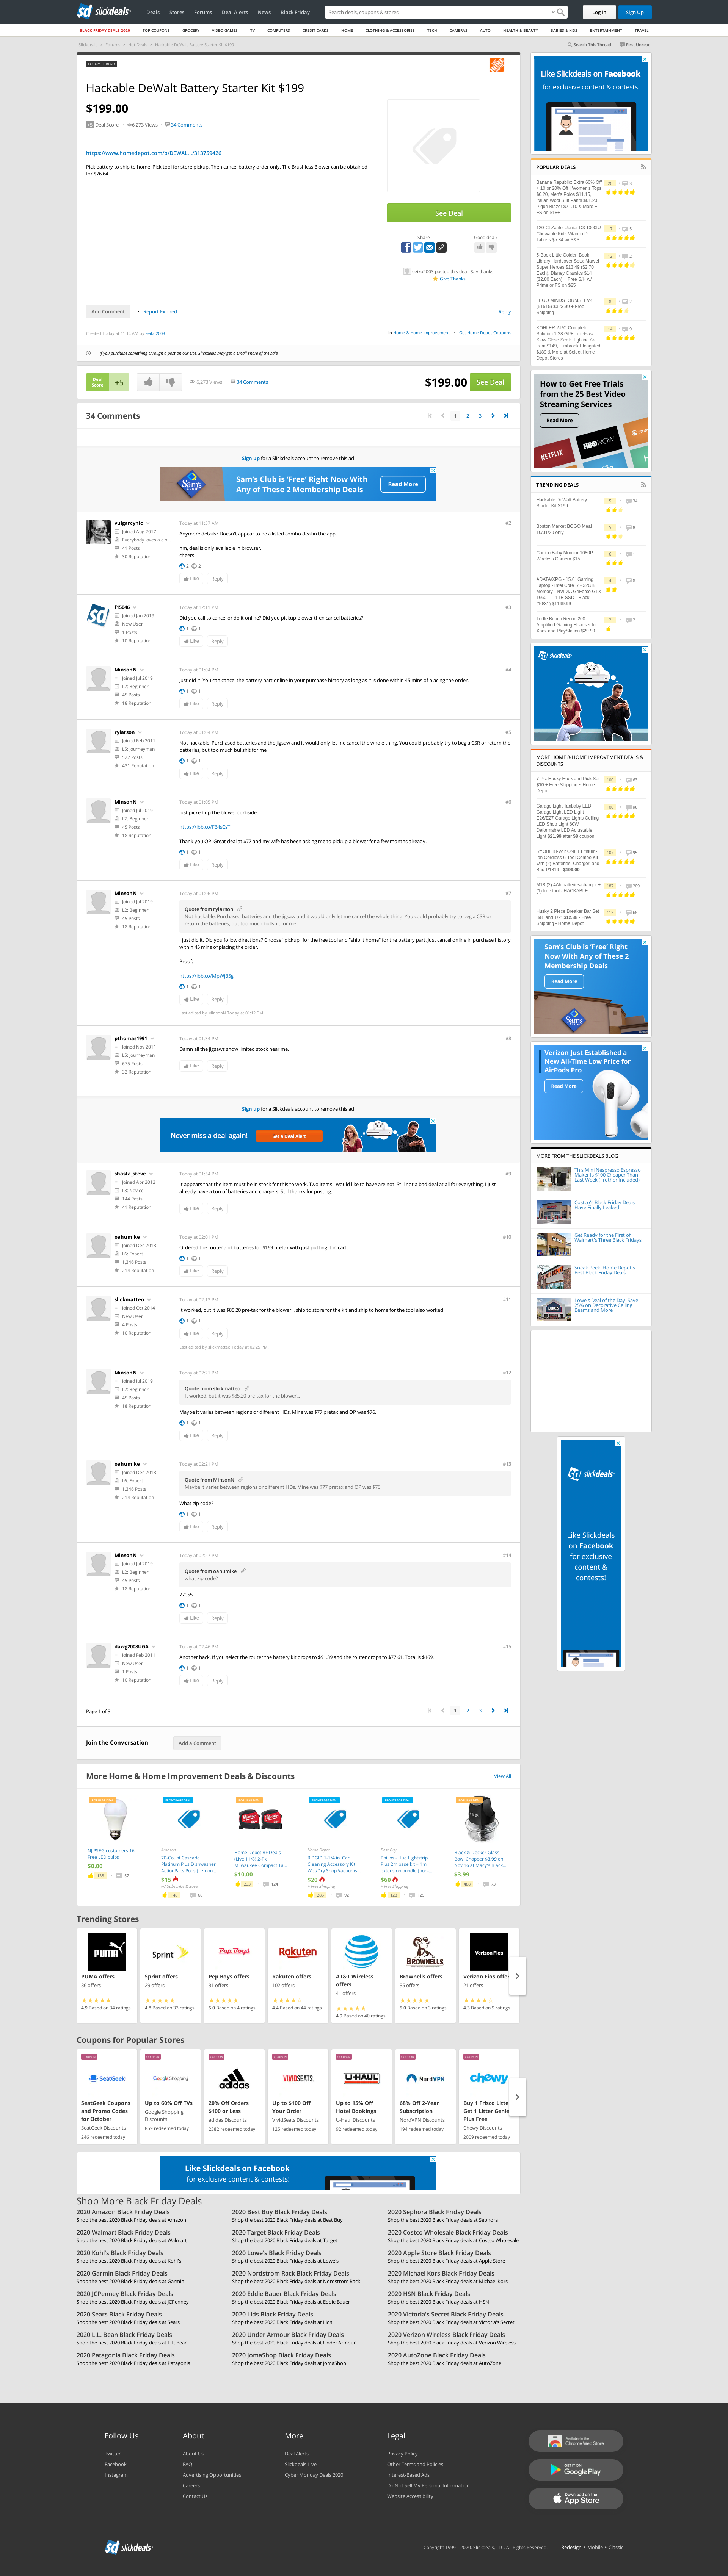 slickdeals
Deals Stores Forums Deal Alerts News Black Friday
Search deals, coupons & stores
Log In Sign Up
BLACK FRIDAY DEALS 2020 TOP COUPONS GROCERY VIDEO GAMES TV COMPUTERS CREDIT CARDS HOME CLOTHING & ACCESSORIES TECH CAMERAS AUTO HEALTH & BEAUTY BABIES & KIDS ENTERTAINMENT TRAVEL
Slickdeals Forums Hot Deals Hackable DeWalt Battery Starter Kit $199
Search This Thread First Unread
FORUM THREAD
Hackable DeWalt Battery Starter Kit $199
$199.00
Deal Score 6,273 Views 34 Comments
https://www.homedepot.com/p/DEWAL.../313759426
Pick battery to ship to home. Pick tool for store pickup. Then cancel battery order only. The Brushless Blower can be obtained
for $76.64
See Deal
Share Good deal?
seiko2003 posted this deal. Say thanks!
Give Thanks
Add Comment Report Expired Reply
Created Today at 11:14 AM by seiko2003
in Home & Home Improvement Get Home Depot Coupons
If you purchase something through a post on our site, Slickdeals may get a small share of the sale.
Deal
Score +5
6,273 Views 34 Comments
$199.00 See Deal
34 Comments
1 2 3
Sign up for a Slickdeals account to remove this ad.
Sam's Club is 'Free' Right Now With
Any of These 2 Membership Deals
Read More
vulgarcynic
Joined Aug 2017
Everybody loves a clo...
41 Posts
30 Reputation
Today at 11:57 AM #2
Anymore details? Doesn't appear to be a listed combo deal in the app.
nm, deal is only available in browser.
cheers!
2 2
Like Reply
f15046
Joined Jan 2019
New User
1 Posts
10 Reputation
Today at 12:11 PM #3
Did you call to cancel or do it online? Did you pickup blower then cancel batteries?
1 1
Like Reply
MinsonN
Joined Jul 2019
L2: Beginner
45 Posts
18 Reputation
Today at 01:04 PM #4
Just did it. You can cancel the battery part online in your purchase history as long as it is done within 45 mins of placing the order.
1 1
Like Reply
rylarson
Joined Feb 2011
L5: Journeyman
522 Posts
431 Reputation
Today at 01:04 PM #5
Not hackable. Purchased batteries and the jigsaw and it would only let me cancel the whole thing. You could probably try to beg a CSR or return the
batteries, but too much bullshit for me
1 1
Like Reply
MinsonN
Joined Jul 2019
L2: Beginner
45 Posts
18 Reputation
Today at 01:05 PM #6
Just picked up the blower curbside.
https://ibb.co/F34sCsT
Thank you OP. Great deal at $77 and my wife has been asking me to pickup a blower for a few months already.
1 1
Like Reply
MinsonN
Joined Jul 2019
L2: Beginner
45 Posts
18 Reputation
Today at 01:06 PM #7
Quote from rylarson
Not hackable. Purchased batteries and the jigsaw and it would only let me cancel the whole thing. You could probably try to beg a CSR or
return the batteries, but too much bullshit for me
I just did it. Did you follow directions? Choose "pickup" for the free tool and "ship it home" for the battery part. Just cancel online in purchase history
within 45 mins of placing the order.
Proof:
https://ibb.co/MpWjB5g
1 1
Like Reply
Last edited by MinsonN Today at 01:12 PM
pthomas1991
Joined Nov 2011
L5: Journeyman
675 Posts
32 Reputation
Today at 01:34 PM #8
Damn all the jigsaws show limited stock near me.
Like Reply
Sign up for a Slickdeals account to remove this ad.
Never miss a deal again! Set a Deal Alert
shasta_steve
Joined Apr 2012
L3: Novice
144 Posts
41 Reputation
Today at 01:54 PM #9
It appears that the item must be in stock for this to work. Two items I would like to have are not. Still not a bad deal at all for everything, I just
already have a ton of batteries and chargers. Still thanks for posting.
Like Reply
oahumike
Joined Dec 2013
L6: Expert
1,346 Posts
214 Reputation
Today at 02:01 PM #10
Ordered the router and batteries for $169 pretax with just putting it in cart.
1 1
Like Reply
slickmatteo
Joined Oct 2014
New User
4 Posts
10 Reputation
Today at 02:13 PM #11
It worked, but it was $85.20 pre-tax for the blower... ship to store for the kit and ship to home for the tool also worked.
1 1
Like Reply
Last edited by slickmatteo Today at 02:25 PM.
MinsonN
Joined Jul 2019
L2: Beginner
45 Posts
18 Reputation
Today at 02:21 PM #12
Quote from slickmatteo
It worked, but it was $85.20 pre-tax for the blower...
Maybe it varies between regions or different HDs. Mine was $77 pretax and OP was $76.
1 1
Like Reply
oahumike
Joined Dec 2013
L6: Expert
1,346 Posts
214 Reputation
Today at 02:21 PM #13
Quote from MinsonN
Maybe it varies between regions or different HDs. Mine was $77 pretax and OP was $76.
What zip code?
1 1
Like Reply
MinsonN
Joined Jul 2019
L2: Beginner
45 Posts
18 Reputation
Today at 02:27 PM #14
Quote from oahumike
what zip code?
77055
1 1
Like Reply
dawg2008UGA
Joined Feb 2011
New User
1 Posts
10 Reputation
Today at 02:46 PM #15
Another hack. If you select the router the battery kit drops to $91.39 and the router drops to $77.61. Total is $169.
1 1
Like Reply
Page 1 of 3
1 2 3
Join the Conversation Add a Comment
More Home & Home Improvement Deals & Discounts View All
NJ PSEG customers 16
Free LED bulbs
$0.00
Amazon
76-Count Cascade
Platinum Plus Dishwasher
ActionPacs Pods (Lemon...
$15
w/ Subscribe & Save
Home Depot BF Deals
(Live 11/8) 2-Pk
Milwaukee Compact Ta...
$10.00
Home Depot
RIDGID 1-1/4 in. Car
Cleaning Accessory Kit
Wet/Dry Shop Vacuums...
$20
+ Free Shipping
Best Buy
Philips - Hue Lightstrip
Plus 2m base kit + 1m
extension bundle (non-...
$60
+ Free Shipping
Black & Decker Glass
Bowl Chopper $3.99 on
Nov 16 at Macy's Black...
$3.99
Trending Stores
PUMA offers
36 offers
4.9 Based on 34 ratings
Sprint offers
29 offers
4.8 Based on 33 ratings
Pep Boys offers
31 offers
5.0 Based on 4 ratings
Rakuten offers
102 offers
4.4 Based on 44 ratings
AT&T Wireless
offers
41 offers
4.9 Based on 40 ratings
Brownells offers
35 offers
5.0 Based on 3 ratings
Verizon Fios offers
21 offers
4.3 Based on 9 ratings
Coupons for Popular Stores
SeatGeek Coupons
and Promo Codes
for October
SeatGeek Discounts
246 redeemed today
Up to 60% Off TVs
Google Shopping
Discounts
859 redeemed today
20% Off Orders
$100 or Less
adidas Discounts
2282 redeemed today
Up to $100 Off
Your Order
VividSeats Discounts
125 redeemed today
Up to 15% Off
Hotel Bookings
U-Haul Discounts
92 redeemed today
68% Off 2-Year
Subscription
NordVPN Discounts
194 redeemed today
Buy 1 Frisco Litter
Get 1 Litter Genie
Plus Free
Chewy Discounts
2009 redeemed today
Like Slickdeals on Facebook
for exclusive content & contests!
Shop More Black Friday Deals
2020 Amazon Black Friday Deals
Shop the best 2020 Black Friday deals at Amazon
2020 Best Buy Black Friday Deals
Shop the best 2020 Black Friday deals at Best Buy
2020 Sephora Black Friday Deals
Shop the best 2020 Black Friday deals at Sephora
2020 Walmart Black Friday Deals
Shop the best 2020 Black Friday deals at Walmart
2020 Target Black Friday Deals
Shop the best 2020 Black Friday deals at Target
2020 Costco Wholesale Black Friday Deals
Shop the best 2020 Black Friday deals at Costco Wholesale
2020 Kohl's Black Friday Deals
Shop the best 2020 Black Friday deals at Kohl's
2020 Lowe's Black Friday Deals
Shop the best 2020 Black Friday deals at Lowe's
2020 Apple Store Black Friday Deals
Shop the best 2020 Black Friday deals at Apple Store
2020 Garmin Black Friday Deals
Shop the best 2020 Black Friday deals at Garmin
2020 Nordstrom Rack Black Friday Deals
Shop the best 2020 Black Friday deals at Nordstrom Rack
2020 Michael Kors Black Friday Deals
Shop the best 2020 Black Friday deals at Michael Kors
2020 JCPenney Black Friday Deals
Shop the best 2020 Black Friday deals at JCPenney
2020 Eddie Bauer Black Friday Deals
Shop the best 2020 Black Friday deals at Eddie Bauer
2020 HSN Black Friday Deals
Shop the best 2020 Black Friday deals at HSN
2020 Sears Black Friday Deals
Shop the best 2020 Black Friday deals at Sears
2020 Lids Black Friday Deals
Shop the best 2020 Black Friday deals at Lids
2020 Victoria's Secret Black Friday Deals
Shop the best 2020 Black Friday deals at Victoria's Secret
2020 L.L. Bean Black Friday Deals
Shop the best 2020 Black Friday deals at L.L. Bean
2020 Under Armour Black Friday Deals
Shop the best 2020 Black Friday deals at Under Armour
2020 Verizon Wireless Black Friday Deals
Shop the best 2020 Black Friday deals at Verizon Wireless
2020 Patagonia Black Friday Deals
Shop the best 2020 Black Friday deals at Patagonia
2020 JomaShop Black Friday Deals
Shop the best 2020 Black Friday deals at JomaShop
2020 AutoZone Black Friday Deals
Shop the best 2020 Black Friday deals at AutoZone
Like Slickdeals on Facebook
for exclusive content & contests!
POPULAR DEALS
Banana Republic: Extra 60% Off
+ 10 or 20% Off | Women's Tops
$6.20, Men's Polos $11.15,
Italian Wool Suit Pants $61.20,
Pique Blazer $71.10 & More +
FS on $18+
120-Ct Zahler Junior D3 1000IU
Chewable Kids Vitamin D
Tablets $5.34 w/ S&S
5-Book Little Golden Book
Library Hardcover Sets: Marvel
Super Heroes $13.49 ($2.70
Each), Disney Classics $14
($2.80 Each) + Free S/H w/
Prime or FS on $25+
LEGO MINDSTORMS: EV4
(51515) $323.99 + Free
Shipping
KOHLER 2-PC Complete
Solution 1.28 GPF Toilets w/
Slow Close Seat: Highline Arc
from $149, Elmbrook Elongated
$189 & More at Select Home
Depot Stores
How to Get Free Trials
from the 25 Best Video
Streaming Services
Read More
NETFLIX HBO NOW
TRENDING DEALS
Hackable DeWalt Battery
Starter Kit $199
5 34
Boston Market BOGO Meal
10/31/20 only
Conico Baby Monitor 1080P
Wireless Camera $15
ADATA/XPG - 15.6" Gaming
Laptop - Intel Core i7 - 32GB
Memory - NVIDIA GeForce GTX
1660 Ti - 1TB SSD - Black
(10/31) $1199.99
Turtle Beach Recon 200
Amplified Gaming Headset for
Xbox and PlayStation $29.99
slickdeals
MORE HOME & HOME IMPROVEMENT DEALS &
DISCOUNTS
7-Pc. Husky Hook and Pick Set
$10 + Free Shipping ~ Home
Depot
Garage Light Tanbaby LED
Garage Light LED Light
E26/E27 Garage Lights Ceiling
LED Shop Light 60W
Deformable LED Adjustable
Light $21.99 after $8 coupon
RYOBI 18-Volt ONE+ Lithium-
Ion Cordless 6-Tool Combo Kit
with (2) Batteries, Charger, and
Bag-P1819 - $199.00
M18 (2) 4Ah batteries/charger +
(1) free tool - HACKABLE
Husky 2 Piece Breaker Bar Set
3/8" and 1/2" $12.88 - Free
Shipping - Home Depot
Sam's Club is 'Free' Right
Now With Any of These 2
Membership Deals
Read More
Verizon Just Established a
New All-Time Low Price for
AirPods Pro
Read More
MORE FROM THE SLICKDEALS BLOG
This Mini Nespresso Espresso
Maker Is $100 Cheaper Than
Last Week (Frother Included)
Costco's Black Friday Deals
Have Finally Leaked
Get Ready for the First of
Walmart's Three Black Fridays
Sneak Peek: Home Depot's
Best Black Friday Deals
Lowe's Deal of the Day: Save
25% on Decorative Ceiling
Beams and More
slickdeals
Like Slickdeals
on Facebook
for exclusive
content &
contests!
Follow Us
Twitter
Facebook
Instagram
About
About Us
FAQ
Advertising Opportunities
Careers
Contact Us
More
Deal Alerts
Slickdeals Live
Cyber Monday Deals 2020
Legal
Privacy Policy
Other Terms and Policies
Interest-Based Ads
Do Not Sell My Personal Information
Website Accessibility
Available in the
Chrome Web Store
GET IT ON
Google Play
Download on the
App Store
slickdeals
Copyright 1999 - 2020. Slickdeals, LLC. All Rights Reserved. Redesign • Mobile • Classic